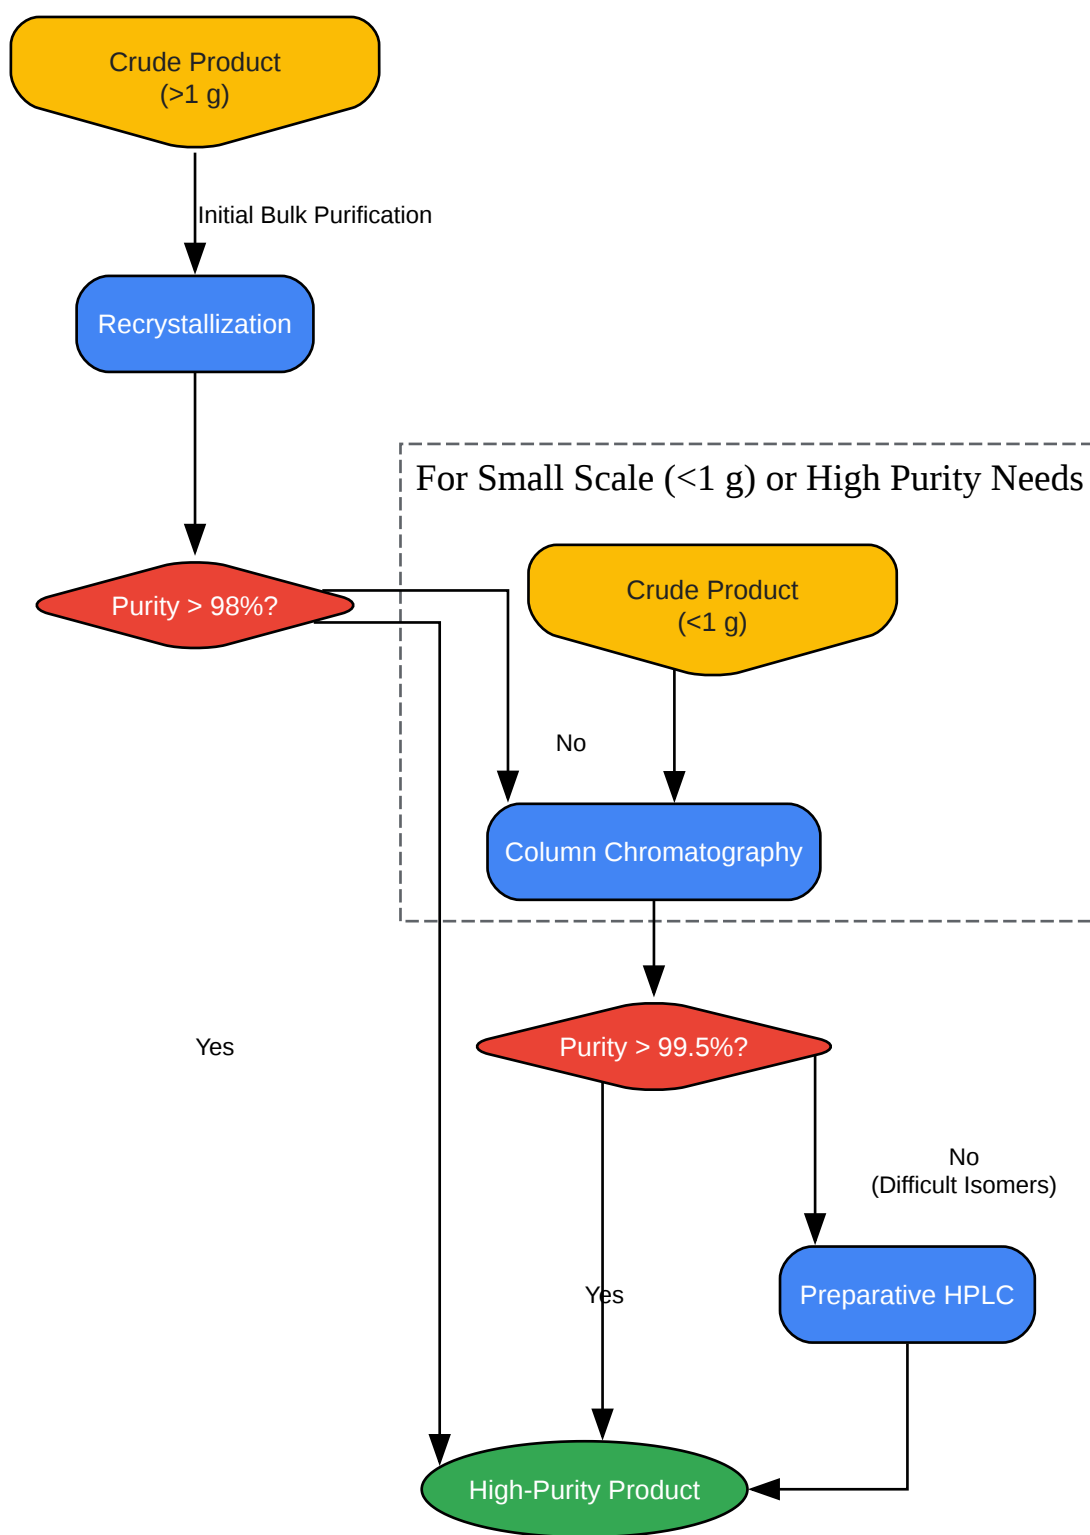 Crude Product
(>1 g)
Initial Bulk Purification
Recrystallization
For Small Scale (<1 g) or High Purity Needs
Crude Product
(<1 g)
Purity > 98%?
No
Column Chromatography
Yes
Purity > 99.5%?
No
(Difficult Isomers)
Yes
Preparative HPLC
High-Purity Product